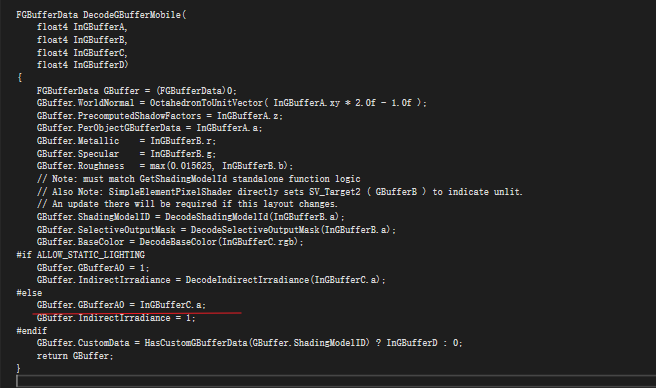 FGBufferData DecodeGBufferMobile(
float4 InGBufferA,
float4 InGBufferB,
float4 InGBufferC,
float4 InGBufferD)
{
FGBufferData GBuffer = (FGBufferData)0;
GBuffer.WorldNormal = OctahedronToUnitVector( InGBufferA.xy * 2.0f - 1.0f );
GBuffer.PrecomputedShadowFactors = InGBufferA.z;
GBuffer.PerObjectGBufferData = InGBufferA.a;
GBuffer.Metallic = InGBufferB.r;
GBuffer.Specular = InGBufferB.g;
GBuffer.Roughness = max(0.015625, InGBufferB.b);
// Note: must match GetShadingModelId standalone function logic
// Also Note: SimpleElementPixelShader directly sets SV_Target2 ( GBufferB ) to indicate unlit.
// An update there will be required if this layout changes.
GBuffer.ShadingModelID = DecodeShadingModelId(InGBufferB.a);
GBuffer.SelectiveOutputMask = DecodeSelectiveOutputMask(InGBufferB.a);
GBuffer.BaseColor = DecodeBaseColor(InGBufferC.rgb);
#if ALLOW_STATIC_LIGHTING
GBuffer.GBufferAO = 1;
GBuffer.IndirectIrradiance = DecodeIndirectIrradiance(InGBufferC.a);
#else
GBuffer.GBufferAO = InGBufferC.a;
GBuffer.IndirectIrradiance = 1;
#endif
GBuffer.CustomData = HasCustomGBufferData(GBuffer.ShadingModelID) ? InGBufferD : 0;
return GBuffer;
}